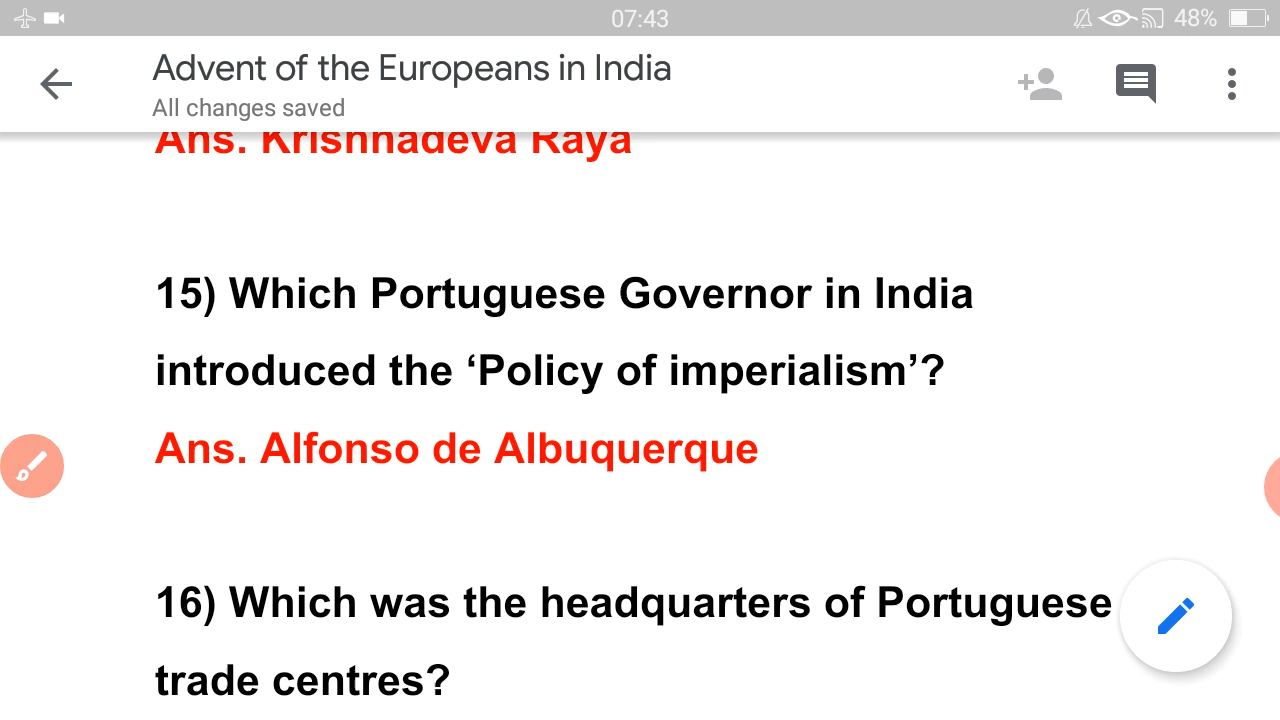 07:43
48%
Advent of the Europeans in India
All changes saved
Ans. Krishnadeva Raya
15) Which Portuguese Governor in India
introduced the ‘Policy of imperialism’?
Ans. Alfonso de Albuquerque
16) Which was the headquarters of Portuguese
trade centres?